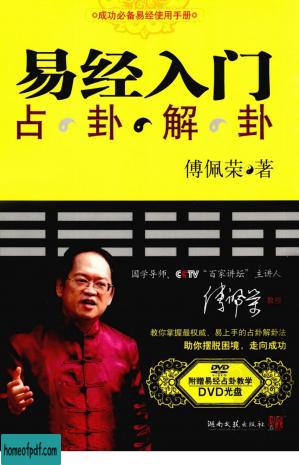 成功必备易经使用手册
易经入门
占卦·解卦
傅佩荣·著
国学导师、CCTV“百家讲坛”主讲人
傅佩荣 教授
教你掌握最权威、易上手的占卦解卦法
助你摆脱困境、走向成功
DVD
附赠易经占卦教学
DVD光盘
湖南文艺出版社
homeofpdf.com